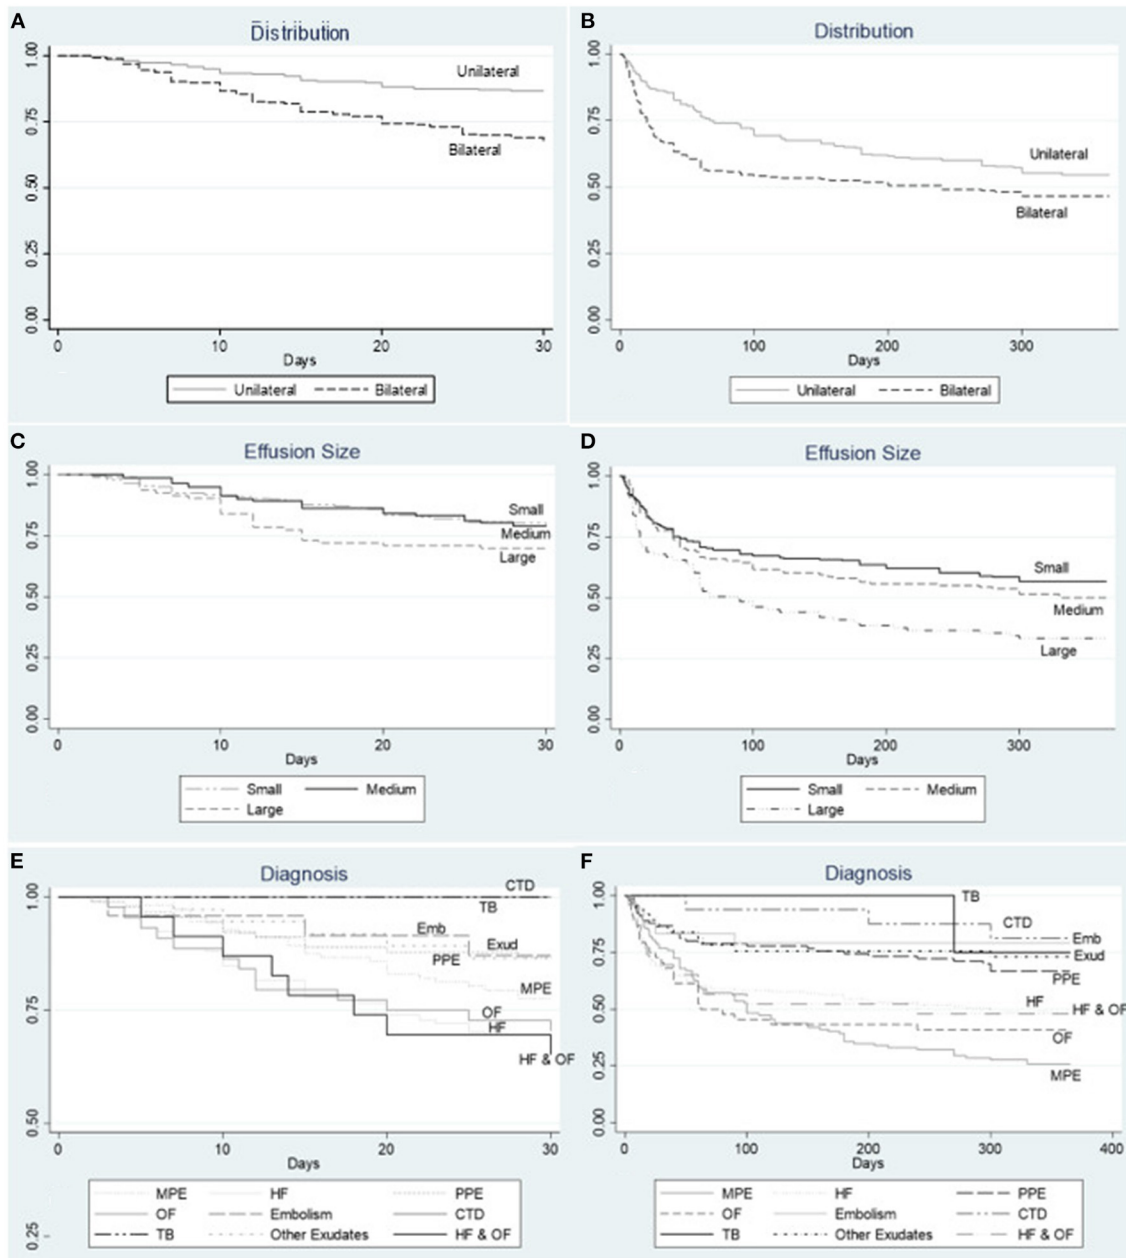 A
Distribution
1.00
0.75
0.50
0.25
0.00
Unilateral
Bilateral
0 10 20 30
Days
Unilateral Bilateral
B
Distribution
1.00
0.75
0.50
0.25
0.00
Unilateral
Bilateral
0 100 200 300
Days
Unilateral Bilateral
C
Effusion Size
1.00
0.75
0.50
0.25
0.00
Small
Medium
Large
0 10 20 30
Days
Small Medium
Large
D
Effusion Size
1.00
0.75
0.50
0.25
0.00
Small
Medium
Large
0 100 200 300
Days
Small Medium
Large
E
Diagnosis
1.00
0.75
0.50
0.25
CTD
TB
Emb
Exud
PPE
MPE
OF
HF
HF & OF
0 10 20 30
Days
MPE HF PPE
OF Embolism CTD
TB Other Exudates HF & OF
F
Diagnosis
1.00
0.75
0.50
0.25
0.00
TB
CTD
Emb
Exud
PPE
HF
HF & OF
OF
MPE
0 100 200 300 400
Days
MPE HF PPE
OF Embolism CTD
TB Other Exudates HF & OF